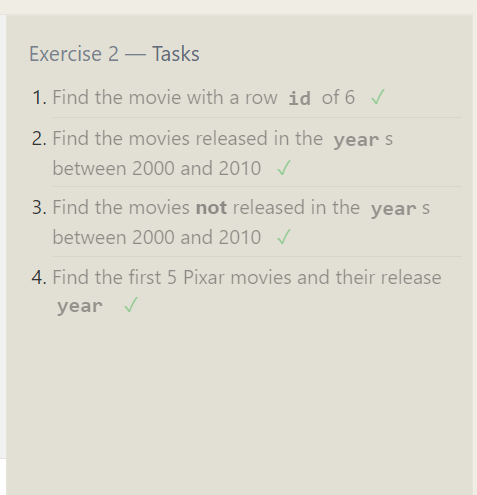 Exercise 2 — Tasks
1. Find the movie with a row id of 6 ✓
2. Find the movies released in the year s
between 2000 and 2010 ✓
3. Find the movies not released in the year s
between 2000 and 2010 ✓
4. Find the first 5 Pixar movies and their release
year ✓